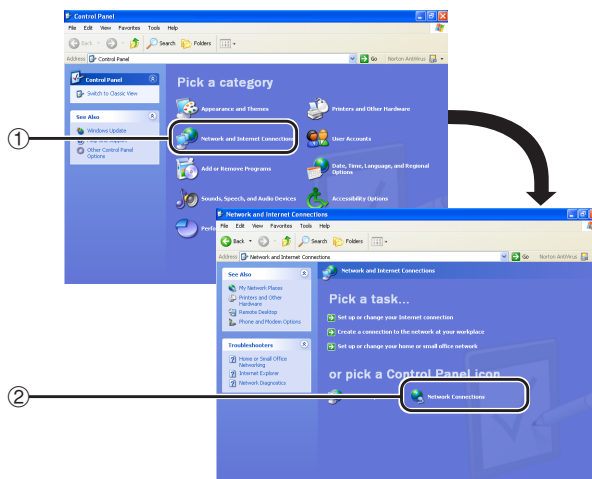 Control Panel
File Edit View Favorites Tools Help
Back Search Folders
Address Control Panel Go Norton AntiVirus
Control Panel
Switch to Classic View
See Also
Windows Update
Help and Support
Other Control Panel
Options
Pick a category
Appearance and Themes
Printers and Other Hardware
① Network and Internet Connections
User Accounts
Add or Remove Programs
Date, Time, Language, and Regional
Options
Sounds, Speech, and Audio Devices
Accessibility Options
Perfo
Network and Internet Connections
File Edit View Favorites Tools Help
Back Search Folders
Address Network and Internet Connections Go Norton AntiVirus
See Also
My Network Places
Printers and Other
Hardware
Remote Desktop
Phone and Modem Options
Troubleshooters
Home or Small Office
Networking
Internet Explorer
Network Diagnostics
Network and Internet Connections
Pick a task...
Set up or change your Internet connection
Create a connection to the network at your workplace
Set up or change your home or small office network
or pick a Control Panel icon
② Network Connections